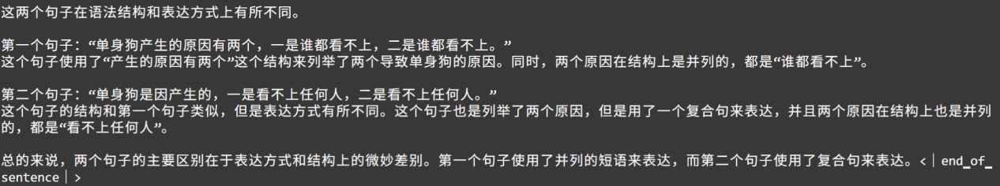 这两个句子在语法结构和表达方式上有所不同。
第一个句子：“单身狗产生的原因有两个，一是谁都看不上，二是谁都看不上。”
这个句子使用了“产生的原因有两个”这个结构来列举了两个导致单身狗的原因。同时，两个原因在结构上是并列的，都是“谁都看不上”。
第二个句子：“单身狗是因产生的，一是看不上任何人，二是看不上任何人。”
这个句子的结构和第一个句子类似，但是表达方式有所不同。这个句子也是列举了两个原因，但是用了一个复合句来表达，并且两个原因在结构上也是并列
的，都是“看不上任何人”。
总的来说，两个句子的主要区别在于表达方式和结构上的微妙差别。第一个句子使用了并列的短语来表达，而第二个句子使用了复合句来表达。<｜end▁of▁
sentence｜>